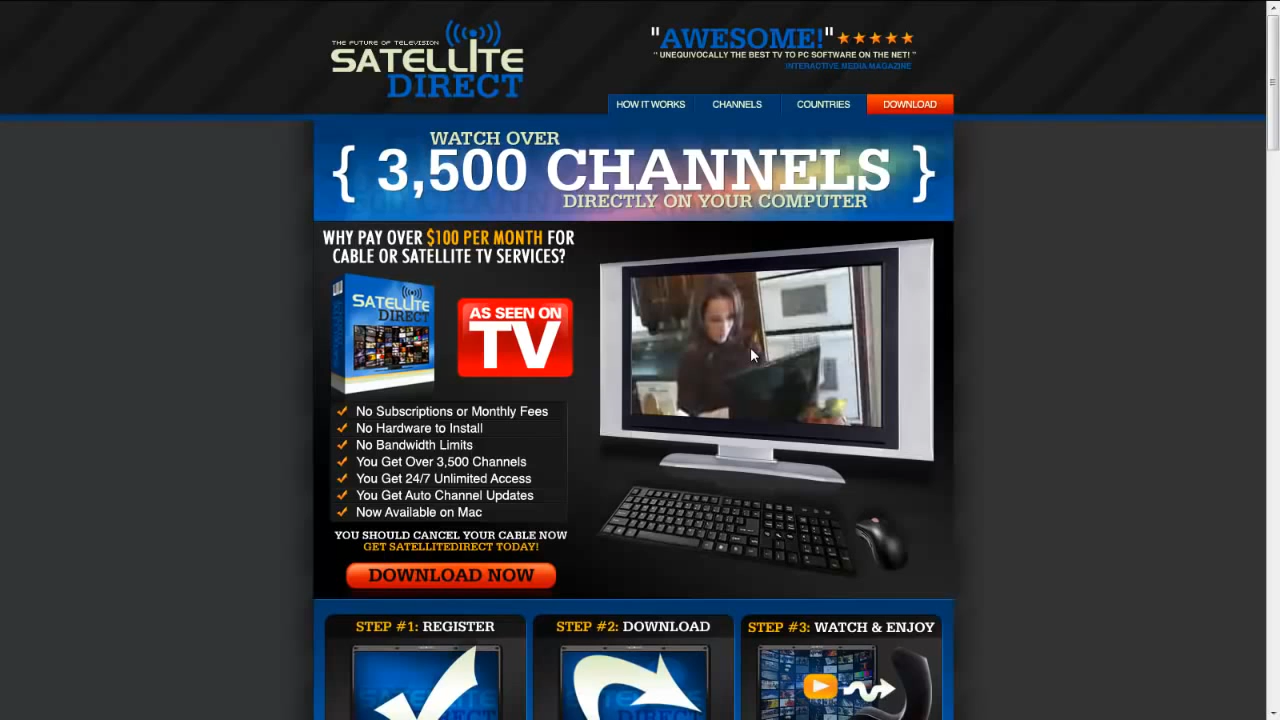 THE FUTURE OF TELEVISION
SATELLITE
DIRECT
"AWESOME!"
" UNEQUIVOCALLY THE BEST TV TO PC SOFTWARE ON THE NET! "
INTERACTIVE MEDIA MAGAZINE
HOW IT WORKS
CHANNELS
COUNTRIES
DOWNLOAD
WATCH OVER
{ 3,500 CHANNELS }
DIRECTLY ON YOUR COMPUTER
WHY PAY OVER $100 PER MONTH FOR
CABLE OR SATELLITE TV SERVICES?
SATELLITE
DIRECT
AS SEEN ON
TV
No Subscriptions or Monthly Fees
No Hardware to Install
No Bandwidth Limits
You Get Over 3,500 Channels
You Get 24/7 Unlimited Access
You Get Auto Channel Updates
Now Available on Mac
YOU SHOULD CANCEL YOUR CABLE NOW
GET SATELLITEDIRECT TODAY!
DOWNLOAD NOW
STEP #1: REGISTER
STEP #2: DOWNLOAD
STEP #3: WATCH & ENJOY